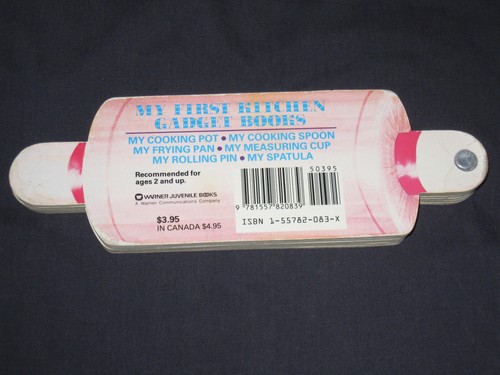 MY FIRST KITCHEN
GADGET BOOKS
MY COOKING POT • MY COOKING SPOON
MY FRYING PAN • MY MEASURING CUP
MY ROLLING PIN • MY SPATULA
Recommended for
ages 2 and up.
WARNER JUVENILE BOOKS
A Warner Communications Company
$3.95
IN CANADA $4.95
50395
9 781557 820839
ISBN 1-55782-083-X